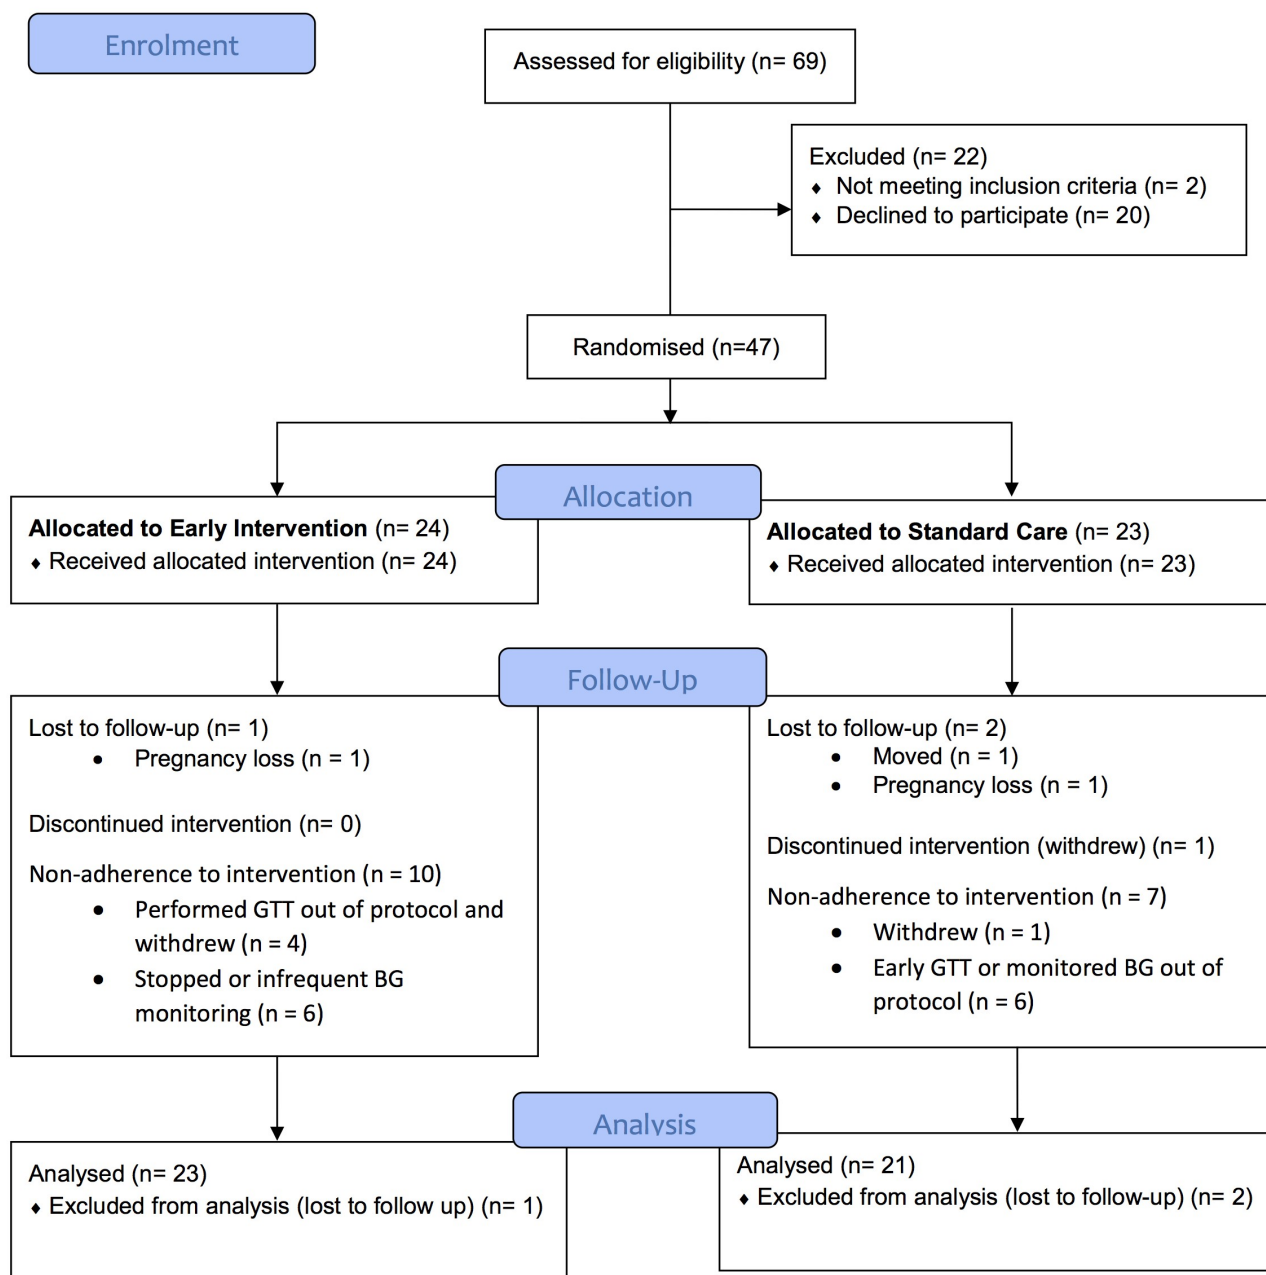 Enrolment
Assessed for eligibility (n= 69)
Excluded (n= 22)
♦ Not meeting inclusion criteria (n= 2)
♦ Declined to participate (n= 20)
Randomised (n=47)
Allocation
Allocated to Early Intervention (n= 24)
♦ Received allocated intervention (n= 24)
Allocated to Standard Care (n= 23)
♦ Received allocated intervention (n= 23)
Follow-Up
Lost to follow-up (n= 1)
• Pregnancy loss (n = 1)
Discontinued intervention (n= 0)
Non-adherence to intervention (n = 10)
• Performed GTT out of protocol and
withdrew (n = 4)
• Stopped or infrequent BG
monitoring (n = 6)
Lost to follow-up (n= 2)
• Moved (n = 1)
• Pregnancy loss (n = 1)
Discontinued intervention (withdrew) (n= 1)
Non-adherence to intervention (n = 7)
• Withdrew (n = 1)
• Early GTT or monitored BG out of
protocol (n = 6)
Analysis
Analysed (n= 23)
♦ Excluded from analysis (lost to follow up) (n= 1)
Analysed (n= 21)
♦ Excluded from analysis (lost to follow-up) (n= 2)